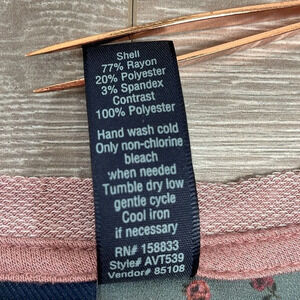 Shell
77% Rayon
20% Polyester
3% Spandex
Contrast
100% Polyester
Hand wash cold
Only non-chlorine
bleach
when needed
Tumble dry low
gentle cycle
Cool iron
if necessary
RN# 158833
Style# AVT539
Vendor# 85108